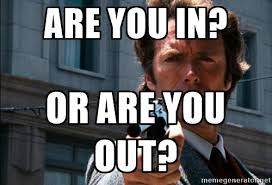 ARE YOU IN?
OR ARE YOU
OUT?
memegenerator.net